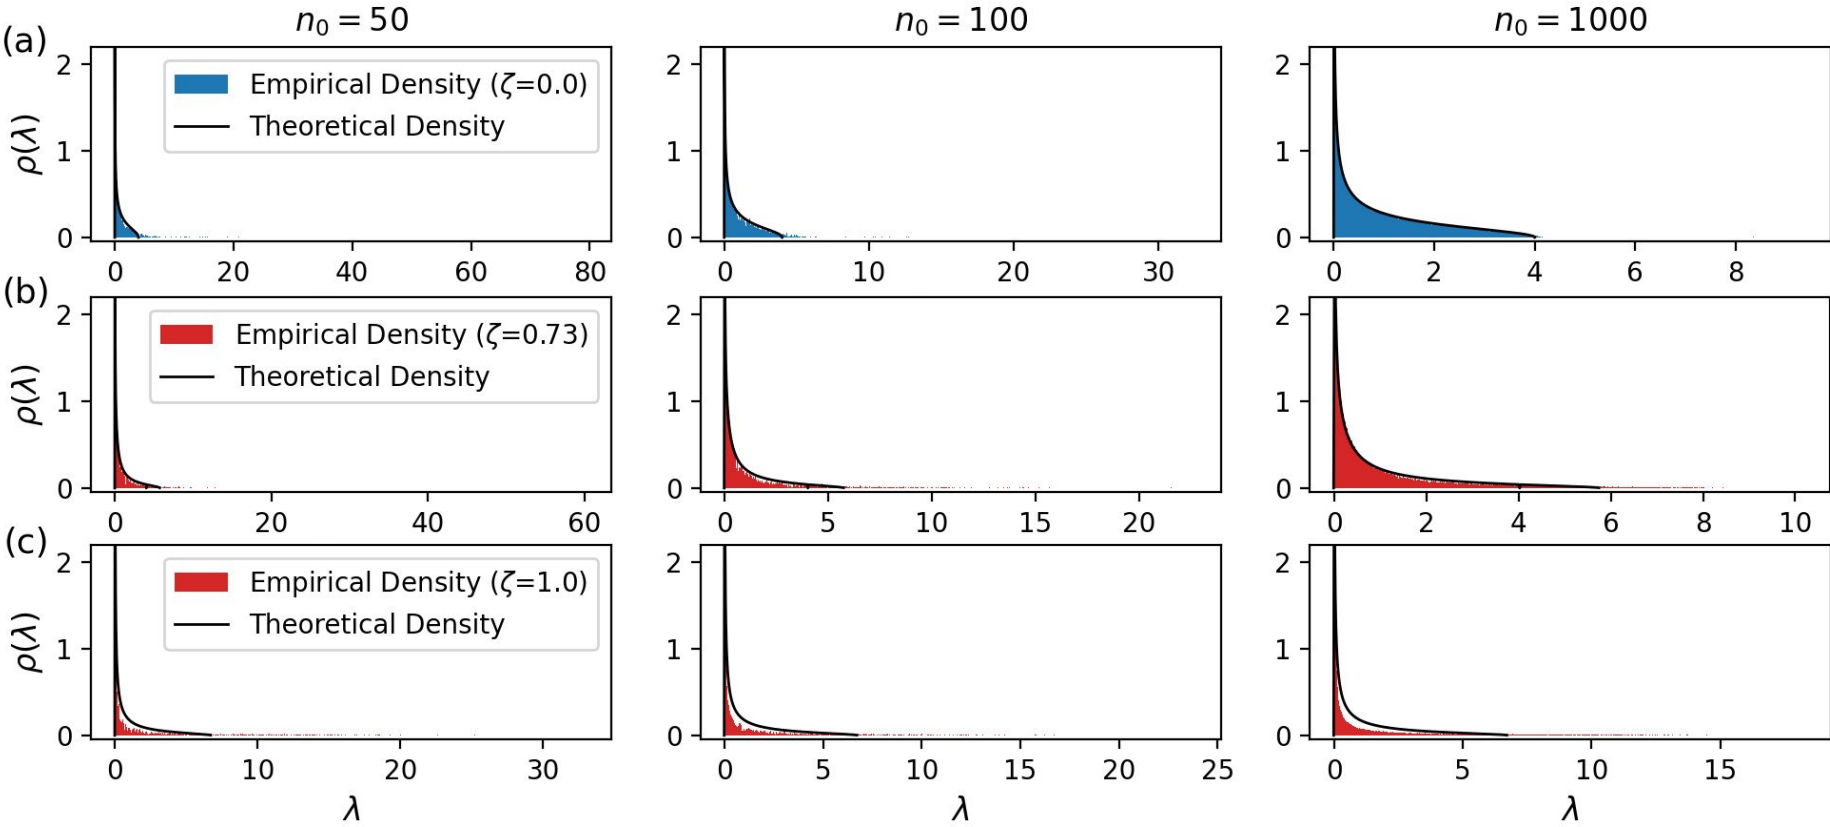 n₀ = 50 n₀ = 100 n₀ = 1000
(a)
ρ(λ)
2
1
0
Empirical Density (ζ=0.0)
Theoretical Density
0 20 40 60 80
2
1
0
0 10 20 30
2
1
0
0 2 4 6 8
(b)
ρ(λ)
2
1
0
Empirical Density (ζ=0.73)
Theoretical Density
0 20 40 60
2
1
0
0 5 10 15 20
2
1
0
0 2 4 6 8 10
(c)
ρ(λ)
2
1
0
Empirical Density (ζ=1.0)
Theoretical Density
0 10 20 30
λ
2
1
0
0 5 10 15 20 25
λ
2
1
0
0 5 10 15
λ